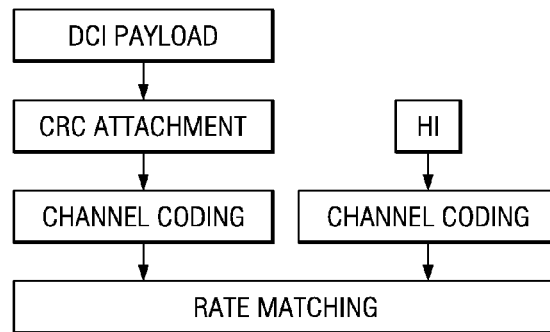 DCI PAYLOAD
CRC ATTACHMENT
HI
CHANNEL CODING
CHANNEL CODING
RATE MATCHING